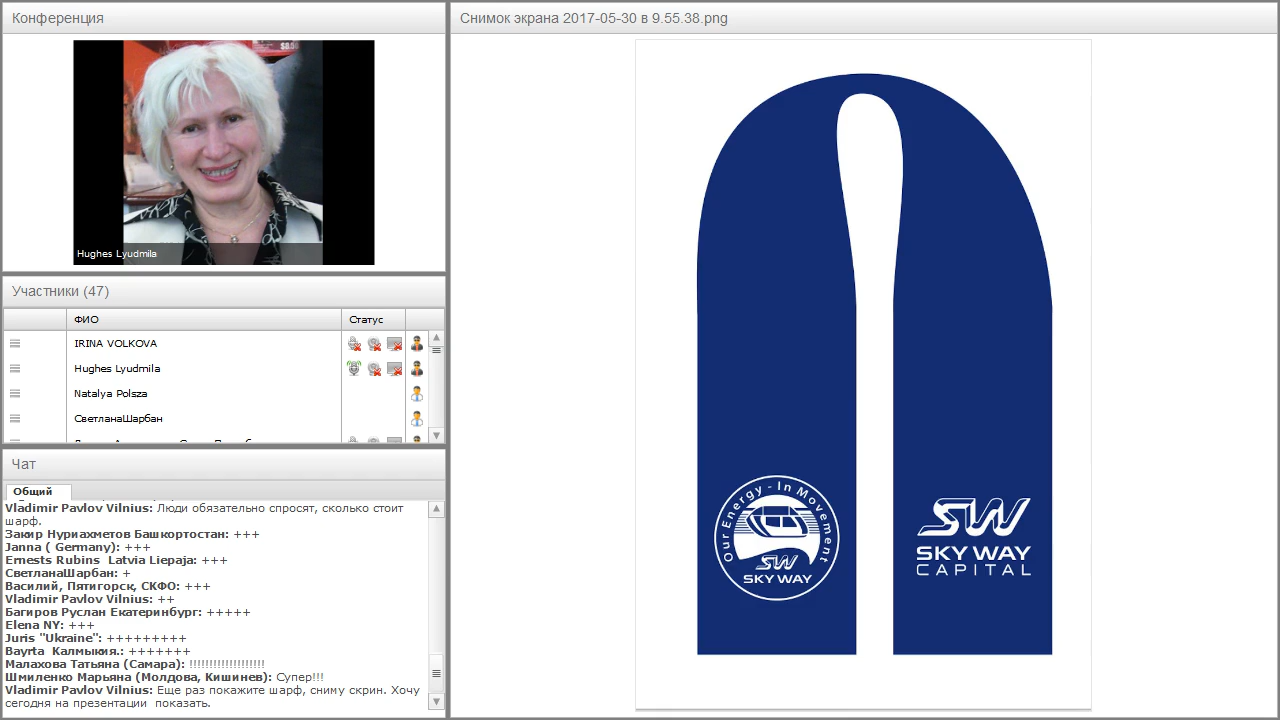 Конференция
$8.50
Hughes Lyudmila
Участники (47)
ФИО
Статус
IRINA VOLKOVA
Hughes Lyudmila
Natalya Polsza
СветланаШарбан
Чат
Общий
Vladimir Pavlov Vilnius: Люди обязательно спросят, сколько стоит
шарф.
Закир Нуриахметов Башкортостан: +++
Janna ( Germany): +++
Ernests Rubins Latvia Liepaja: +++
СветланаШарбан: +
Василий, Пятигорск, СКФО: +++
Vladimir Pavlov Vilnius: ++
Багиров Руслан Екатеринбург: +++++
Elena NY: +++
Juris "Ukraine": +++++++++
Bayrta Калмыкия.: +++++++
Малахова Татьяна (Самара): !!!!!!!!!!!!!!!!!!!
Шмиленко Марьяна (Молдова, Кишинев): Супер!!!
Vladimir Pavlov Vilnius: Еще раз покажите шарф, сниму скрин. Хочу
сегодня на презентации показать.
Снимок экрана 2017-05-30 в 9.55.38.png
Our Energy - In Movement
SW
SKY WAY
SW
SKY WAY
CAPITAL